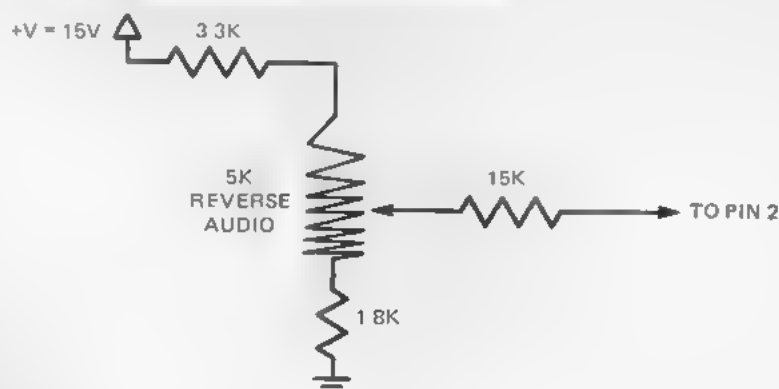 +V = 15V
3.3K
5K
REVERSE
AUDIO
15K
TO PIN 2
1.8K